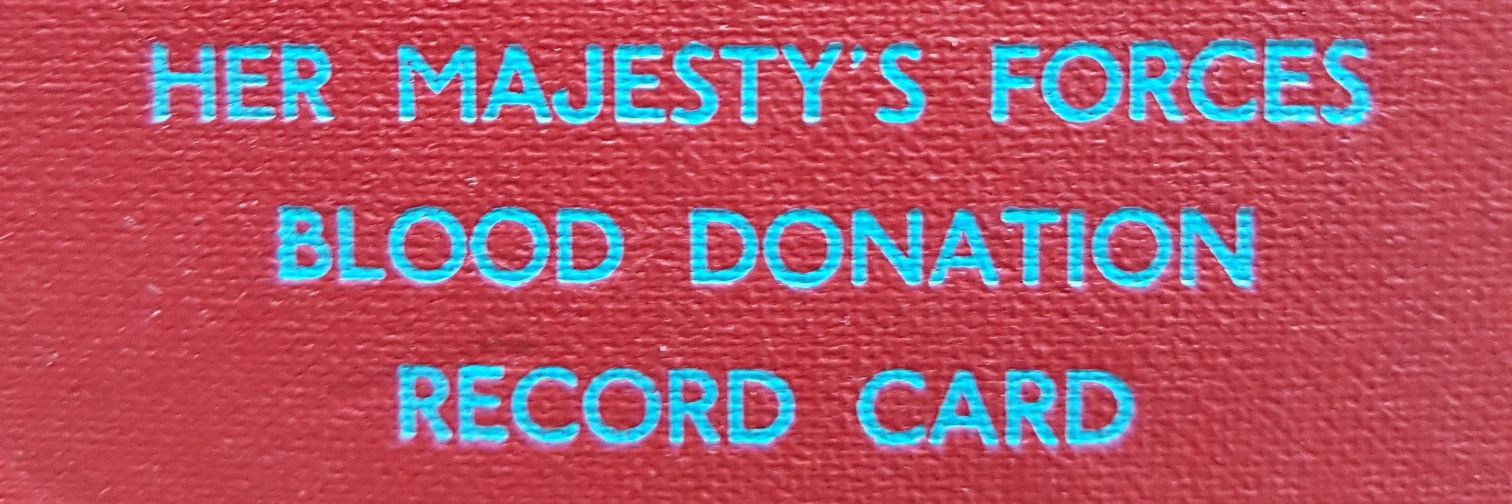 HER MAJESTY'S FORCES
BLOOD DONATION
RECORD CARD